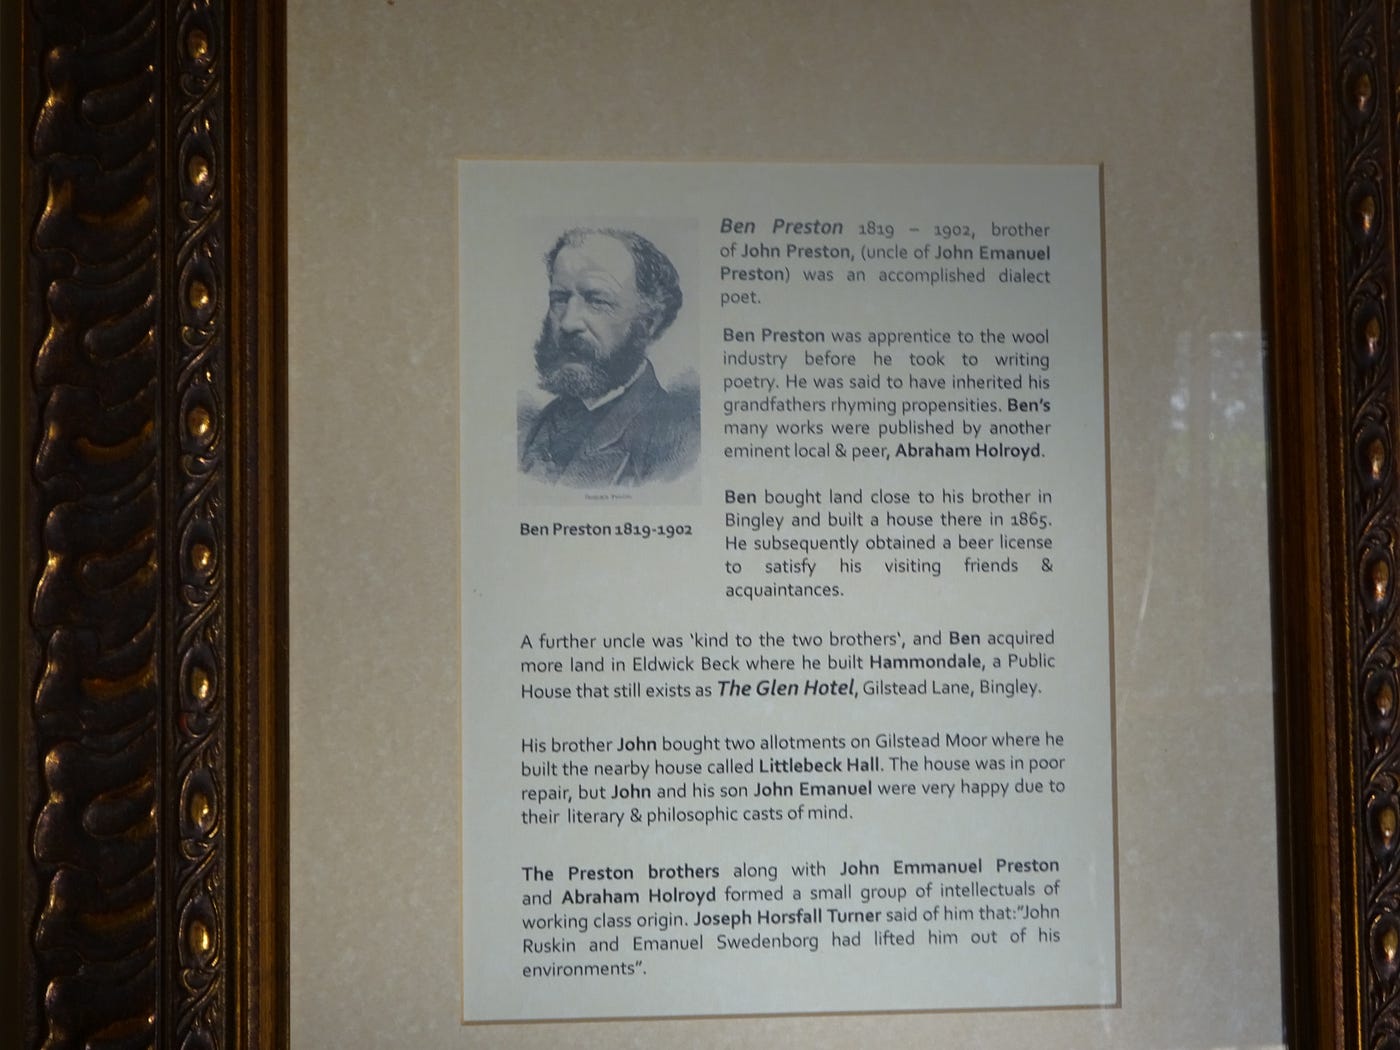 Ben Preston 1819 – 1902, brother
of John Preston, (uncle of John Emanuel
Preston) was an accomplished dialect
poet.
Ben Preston was apprentice to the wool
industry before he took to writing
poetry. He was said to have inherited his
grandfathers rhyming propensities. Ben's
many works were published by another
eminent local & peer, Abraham Holroyd.
Ben Preston 1819-1902
Ben bought land close to his brother in
Bingley and built a house there in 1865.
He subsequently obtained a beer license
to satisfy his visiting friends &
acquaintances.
A further uncle was 'kind to the two brothers', and Ben acquired
more land in Eldwick Beck where he built Hammondale, a Public
House that still exists as The Glen Hotel, Gilstead Lane, Bingley.
His brother John bought two allotments on Gilstead Moor where he
built the nearby house called Littlebeck Hall. The house was in poor
repair, but John and his son John Emanuel were very happy due to
their literary & philosophic casts of mind.
The Preston brothers along with John Emmanuel Preston
and Abraham Holroyd formed a small group of intellectuals of
working class origin. Joseph Horsfall Turner said of him that:"John
Ruskin and Emanuel Swedenborg had lifted him out of his
environments".